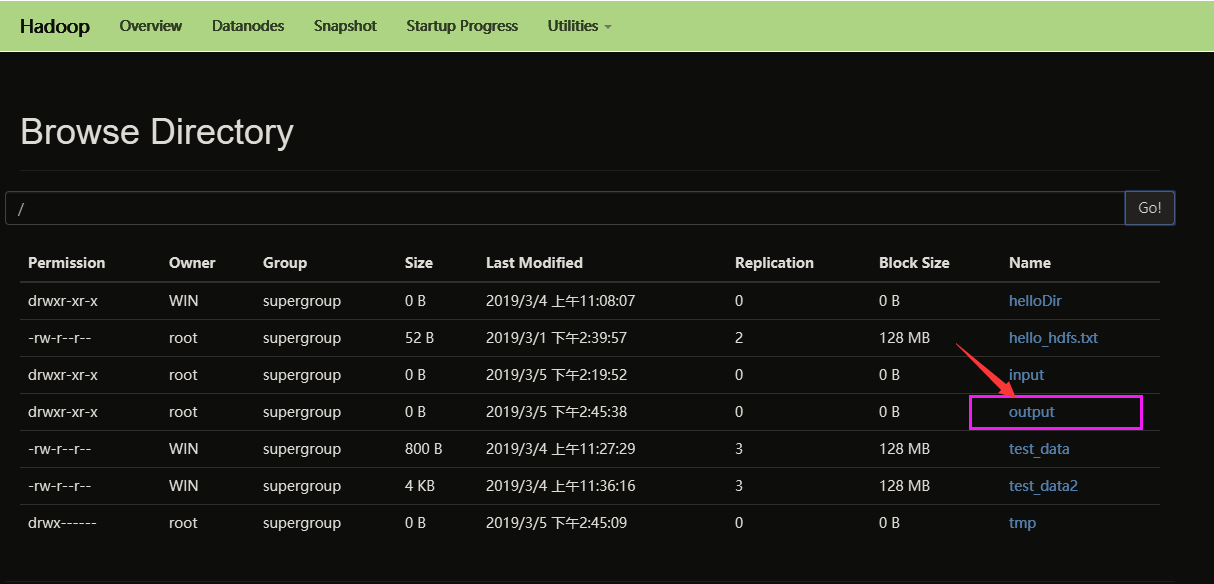 Hadoop Overview Datanodes Snapshot Startup Progress Utilities
Browse Directory
/ Go!
Permission Owner Group Size Last Modified Replication Block Size Name
drwxr-xr-x WIN supergroup 0 B 2019/3/4 上午11:08:07 0 0 B helloDir
-rw-r--r-- root supergroup 52 B 2019/3/1 下午2:39:57 2 128 MB hello_hdfs.txt
drwxr-xr-x root supergroup 0 B 2019/3/5 下午2:19:52 0 0 B input
drwxr-xr-x root supergroup 0 B 2019/3/5 下午2:45:38 0 0 B output
-rw-r--r-- WIN supergroup 800 B 2019/3/4 上午11:27:29 3 128 MB test_data
-rw-r--r-- WIN supergroup 4 KB 2019/3/4 上午11:36:16 3 128 MB test_data2
drwx------ root supergroup 0 B 2019/3/5 下午2:45:09 0 0 B tmp